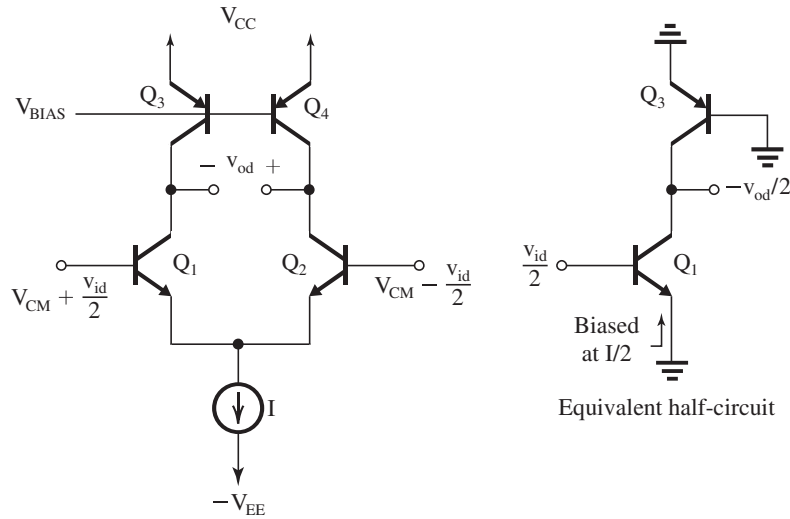 V_CC
V_BIAS
Q_3
Q_4
− v_od +
Q_1
Q_2
V_CM + v_id/2
V_CM − v_id/2
I
−V_EE
Q_3
−v_od/2
v_id/2
Q_1
Biased
at I/2
Equivalent half-circuit